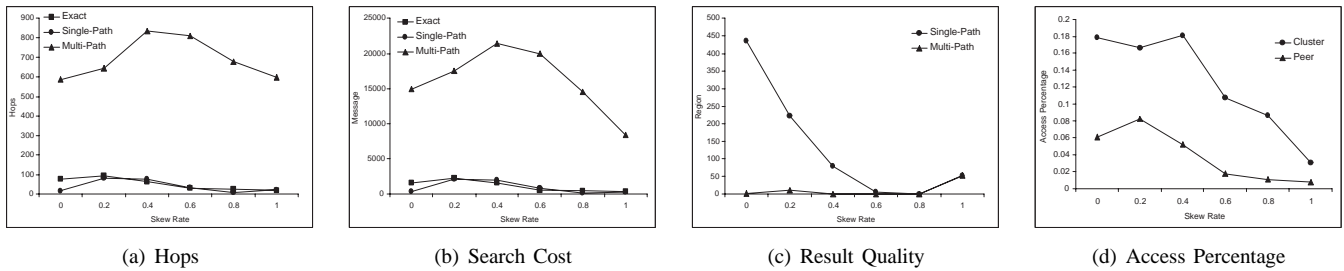 900
800
700
600
500
400
300
200
100
0
Hops
Exact
Single-Path
Multi-Path
0 0.2 0.4 0.6 0.8 1
Skew Rate
(a) Hops
25000
20000
15000
10000
5000
0
Message
Exact
Single-Path
Multi-Path
0 0.2 0.4 0.6 0.8 1
Skew Rate
(b) Search Cost
500
450
400
350
300
250
200
150
100
50
0
Region
Single-Path
Multi-Path
0 0.2 0.4 0.6 0.8 1
Skew Rate
(c) Result Quality
0.2
0.18
0.16
0.14
0.12
0.1
0.08
0.06
0.04
0.02
0
Access Percentage
Cluster
Peer
0 0.2 0.4 0.6 0.8 1
Skew Rate
(d) Access Percentage